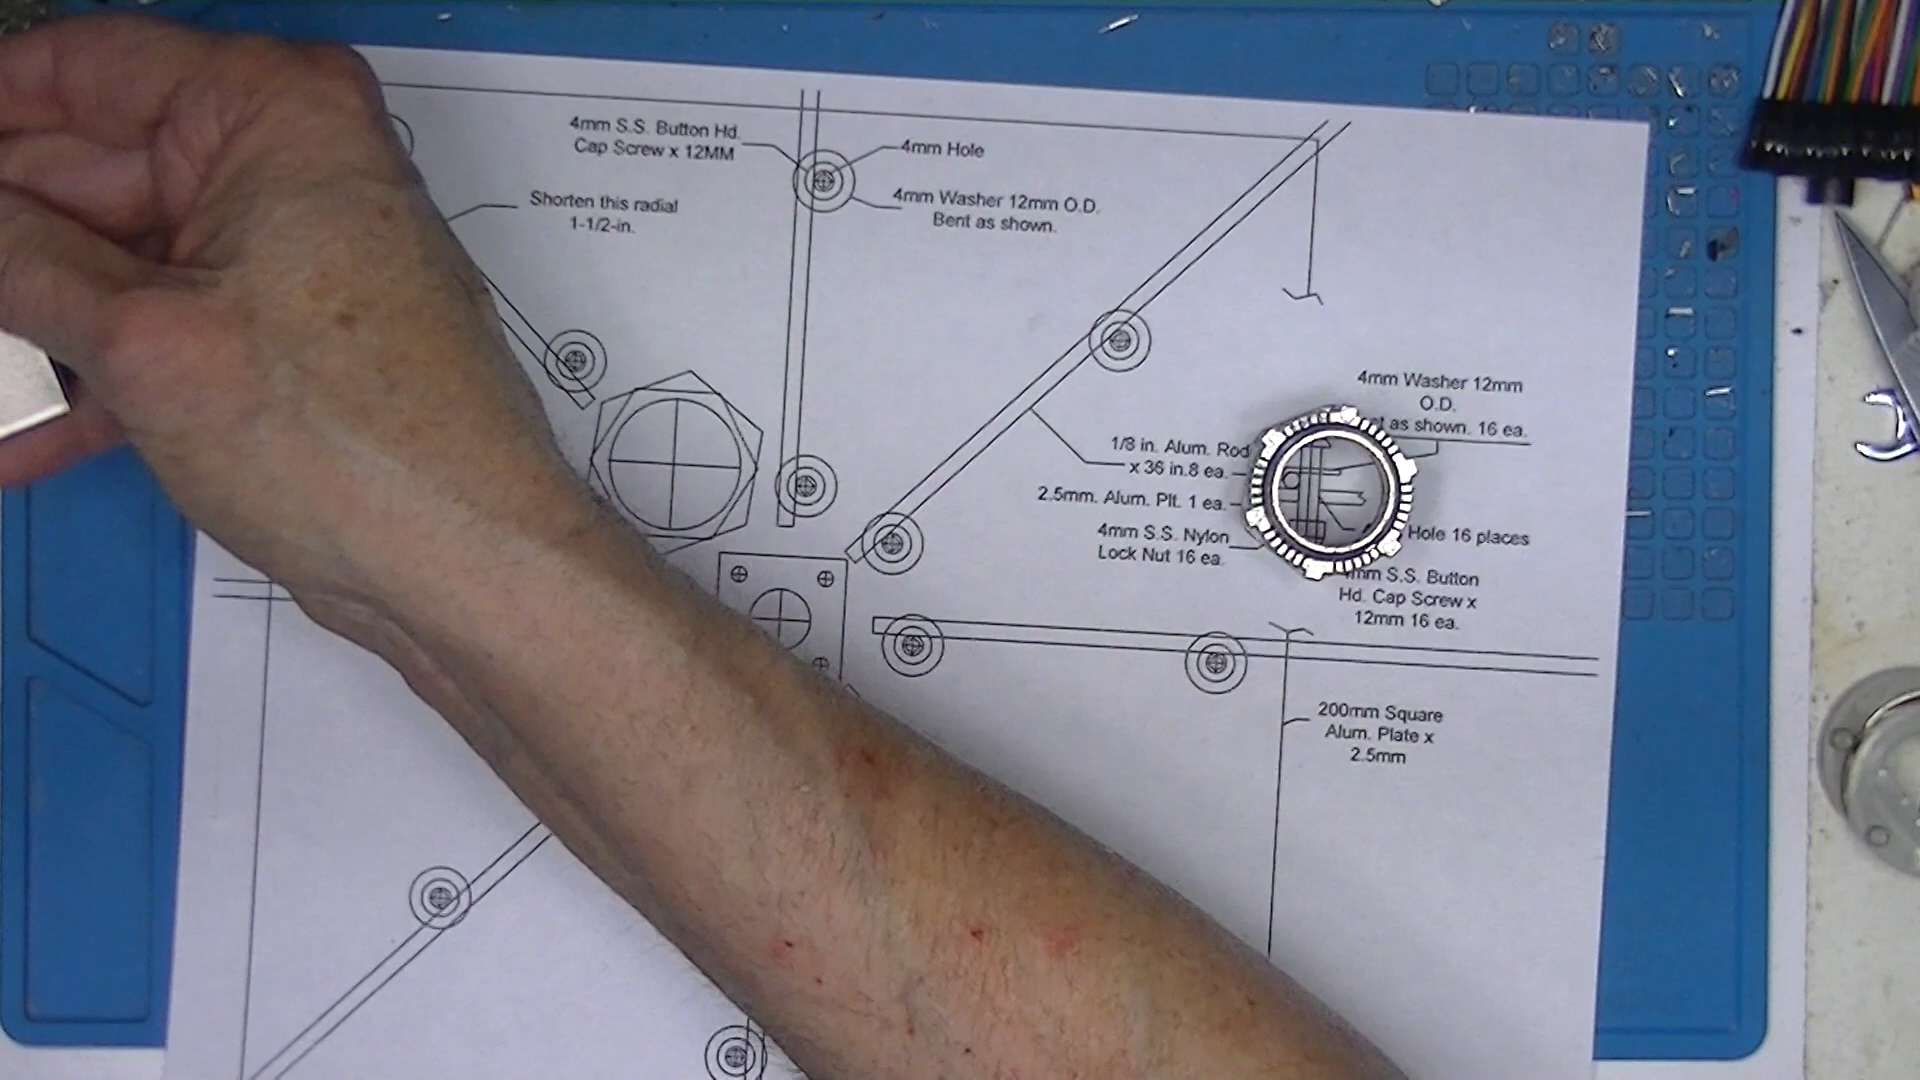 4mm S.S. Button Hd.
Cap Screw x 12MM
4mm Hole
Shorten this radial
1-1/2-in.
4mm Washer 12mm O.D.
Bent as shown.
4mm Washer 12mm
O.D.
as shown. 16 ea.
1/8 in. Alum. Rod
x 36 in.8 ea.
2.5mm. Alum. Plt. 1 ea.
4mm S.S. Nylon
Lock Nut 16 ea.
Hole 16 places
S.S. Button
Hd. Cap Screw x
12mm 16 ea.
200mm Square
Alum. Plate x
2.5mm